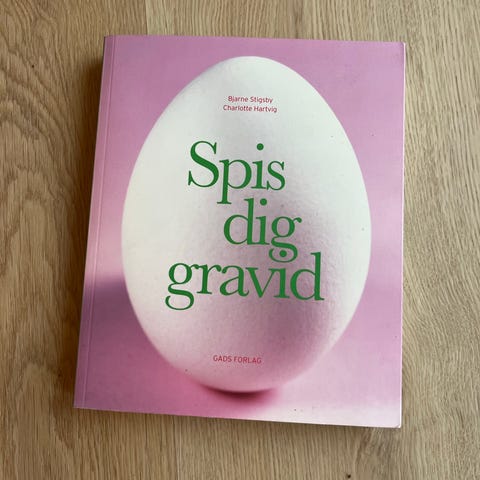 Bjarne Stigsby
Charlotte Hartvig
Spis
dig
gravid
GADS FORLAG